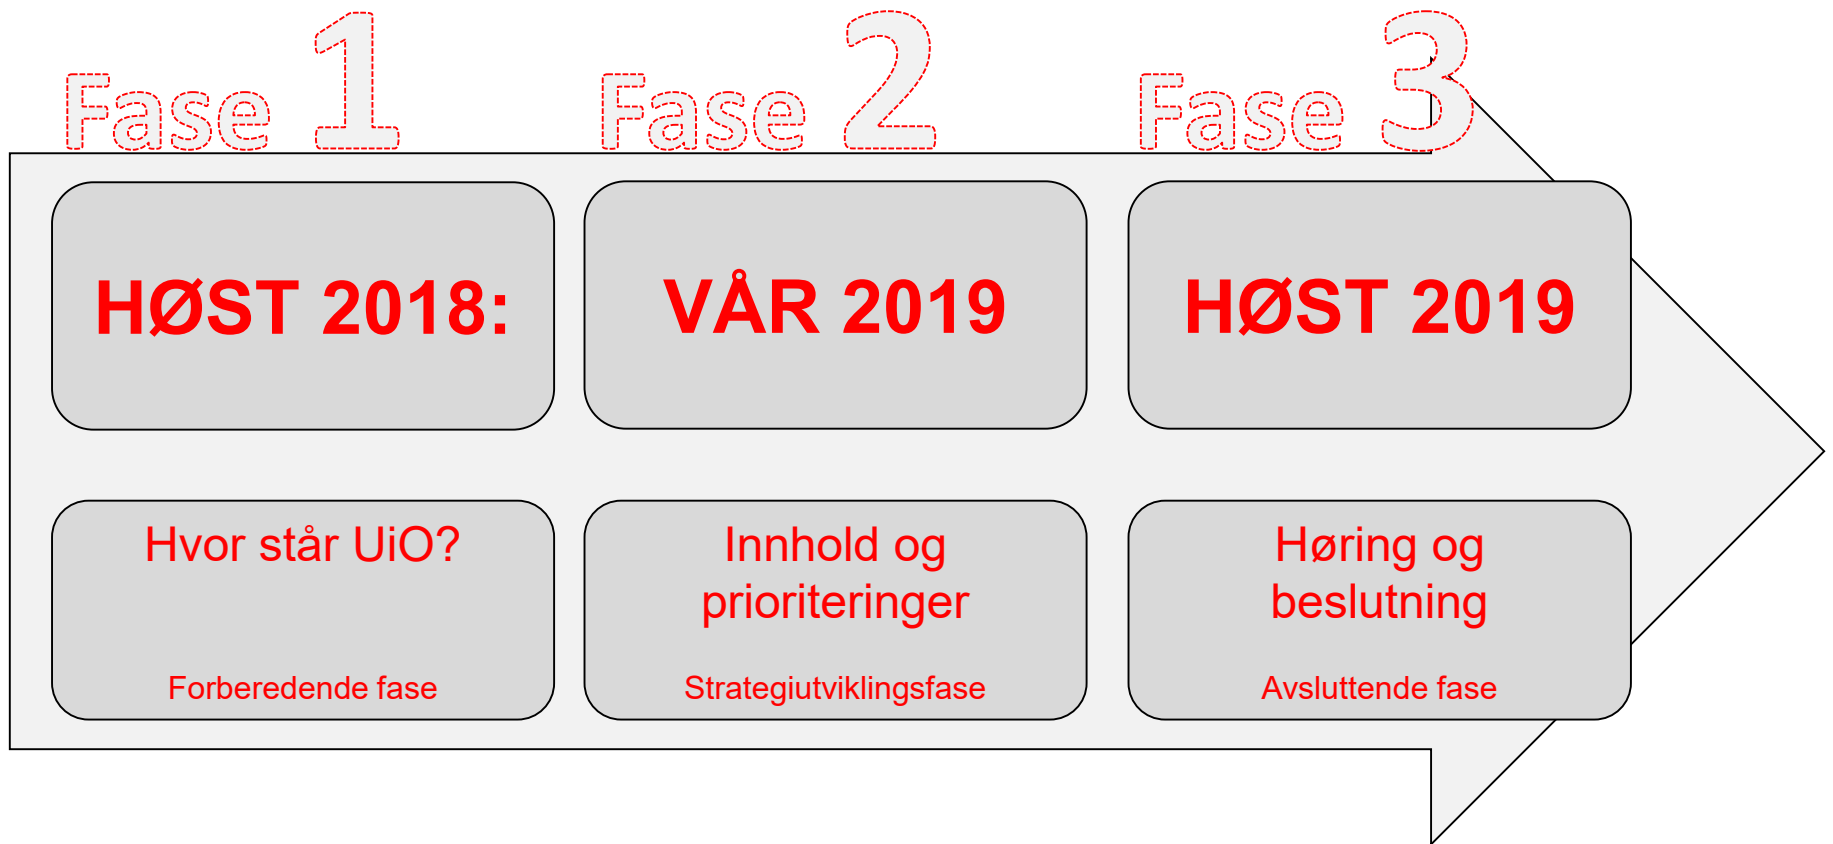 Fase 1
Fase 2
Fase 3
HØST 2018:
VÅR 2019
HØST 2019
Hvor står UiO?
Forberedende fase
Innhold og
prioriteringer
Strategiutviklingsfase
Høring og
beslutning
Avsluttende fase